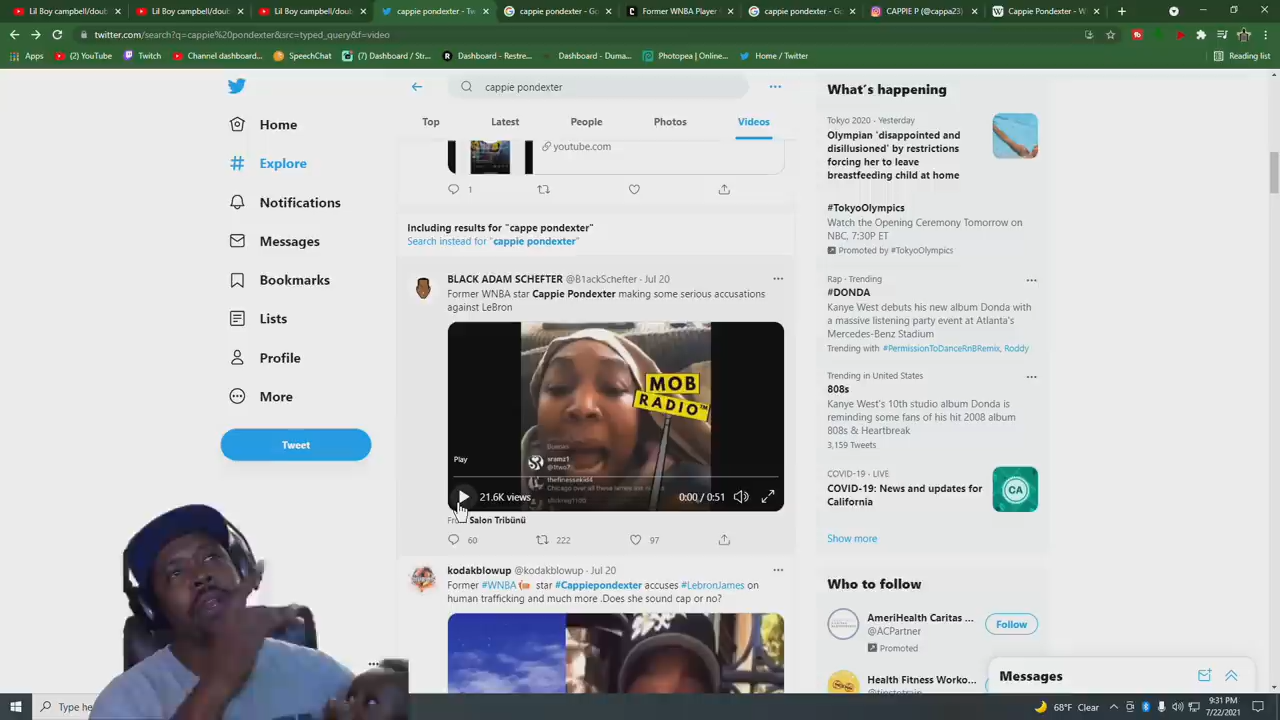 Lil Boy Camel/doub
Lil Boy Camel/doub
Lil Boy Camel/doub
cappie pondexter - Tw
cappie pondexter - Go
Former WNBA Player
cappie pondexter - Go
CAPPIE P (@cappa23)
Cappie Pondexter - W
twitter.com/search?q=cappie%20pondexter&src=typed_query&f=video
Apps
YouTube
Twitch
Channel dashboard...
SpeechChat
(7) Dashboard / Str...
Restream - Dashbo...
Dashboard - Duma...
Photopea | Online...
Home / Twitter
Reading list
cappie pondexter
Top
Latest
People
Photos
Videos
Home
Explore
Notifications
Messages
Bookmarks
Lists
Profile
More
Tweet
youtube.com
1
Including results for "cappe pondexter"
Search instead for "cappie pondexter"
BLACK ADAM SCHEFTER @B1ackSchefter · Jul 20
Former WNBA star Cappie Pondexter making some serious accusations
against LeBron
MOB
RADIO™
Play
sramz1
@1two7
thefinessakid4
21.6K views
0:00 / 0:51
Salon Tribünü
60
222
97
kodakblowup @kodakblowup · Jul 20
Former #WNBA star #Cappiepondexter accuses #LebronJames on
human trafficking and much more .Does she sound cap or no?
What's happening
Tokyo 2020 · Yesterday
Olympian 'disappointed and
disillusioned' by restrictions
forcing her to leave
breastfeeding child at home
#TokyoOlympics
Watch the Opening Ceremony Tomorrow on
NBC, 7:30P ET
Promoted by #TokyoOlympics
Rap · Trending
#DONDA
Kanye West debuts his new album Donda with
a massive listening party event at Atlanta's
Mercedes-Benz Stadium
Trending with #PermissionToDanceRnBRemix, Roddy
Trending in United States
808s
Kanye West's 10th studio album Donda is
reminding some fans of his hit 2008 album
808s & Heartbreak
3,159 Tweets
COVID-19 · LIVE
COVID-19: News and updates for
California
CA
Show more
Who to follow
AmeriHealth Caritas ...
@ACPartner
Promoted
Follow
Health Fitness Worko...
Messages
Type he
68°F Clear
9:31 PM
7/22/2021